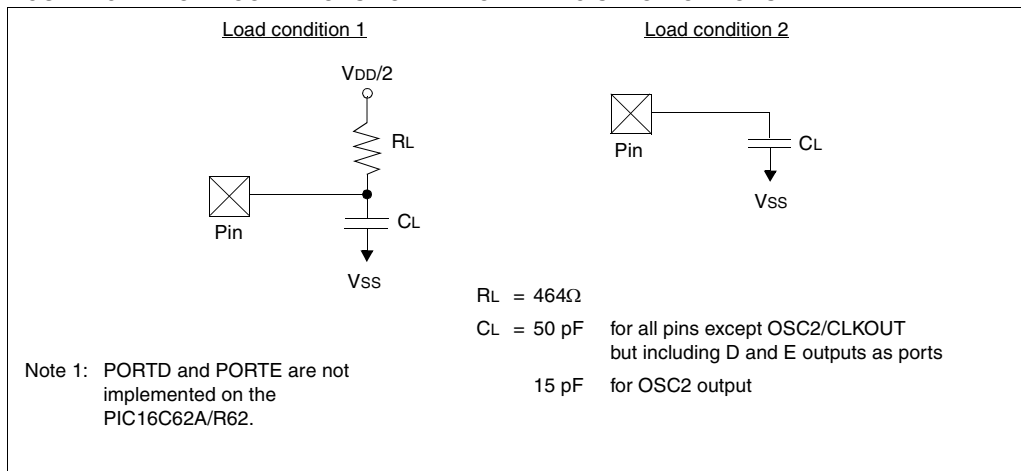 Load condition 1
Load condition 2
VDD/2
RL
Pin
CL
VSS
Pin
CL
VSS
RL = 464Ω
CL = 50 pF for all pins except OSC2/CLKOUT
but including D and E outputs as ports
15 pF for OSC2 output
Note 1: PORTD and PORTE are not
implemented on the
PIC16C62A/R62.